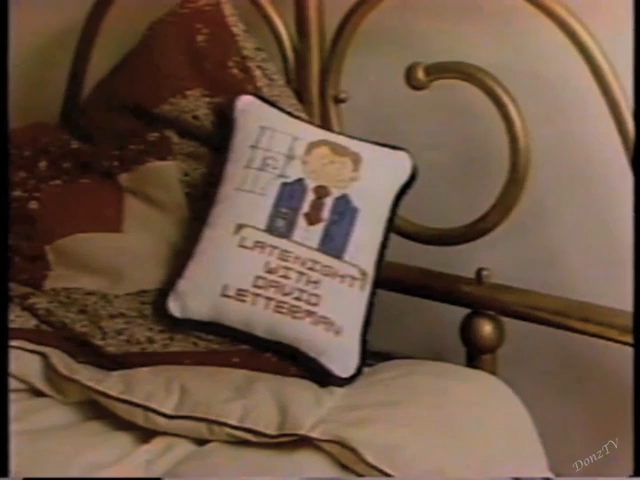 LATENIGHT
WITH
DAVID
LETTERMAN
DonzTV